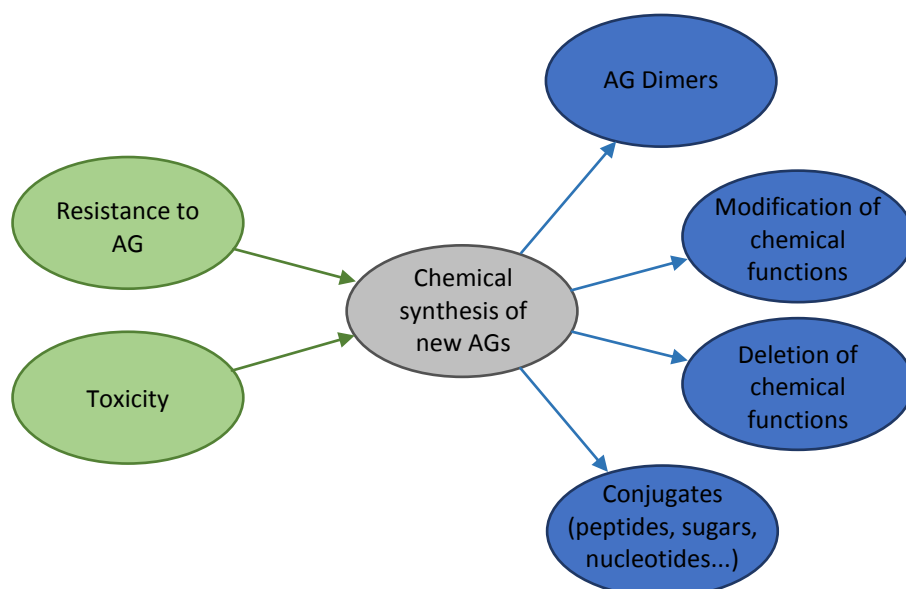 AG Dimers
Resistance to
AG
Modification of
chemical
functions
Chemical
synthesis of
new AGs
Toxicity
Deletion of
chemical
functions
Conjugates
(peptides, sugars,
nucleotides...)